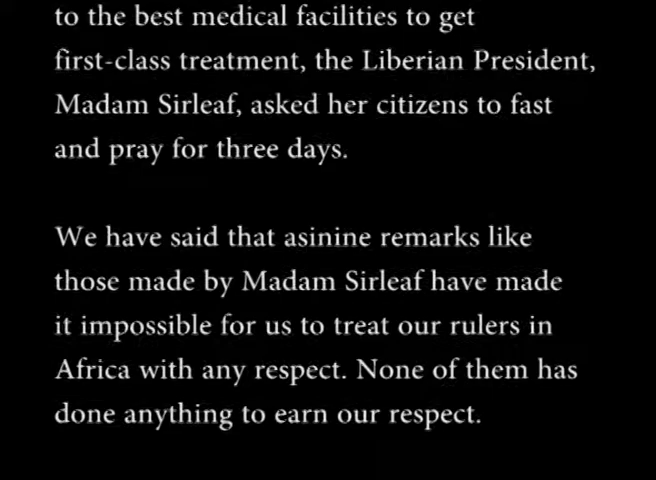 to the best medical facilities to get
first-class treatment, the Liberian President,
Madam Sirleaf, asked her citizens to fast
and pray for three days.
We have said that asinine remarks like
those made by Madam Sirleaf have made
it impossible for us to treat our rulers in
Africa with any respect. None of them has
done anything to earn our respect.